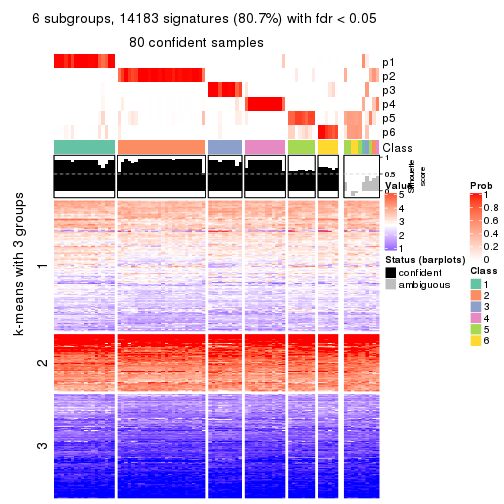 6 subgroups, 14183 signatures (80.7%) with fdr < 0.05
80 confident samples
p1
p2
p3
p4
p5
p6
Class
1
0.5
0
Silhouette
score
k-means with 3 groups
1
2
3
Value
5
4
3
2
1
Status (barplots)
confident
ambiguous
Prob
1
0.8
0.6
0.4
0.2
0
Class
1
2
3
4
5
6